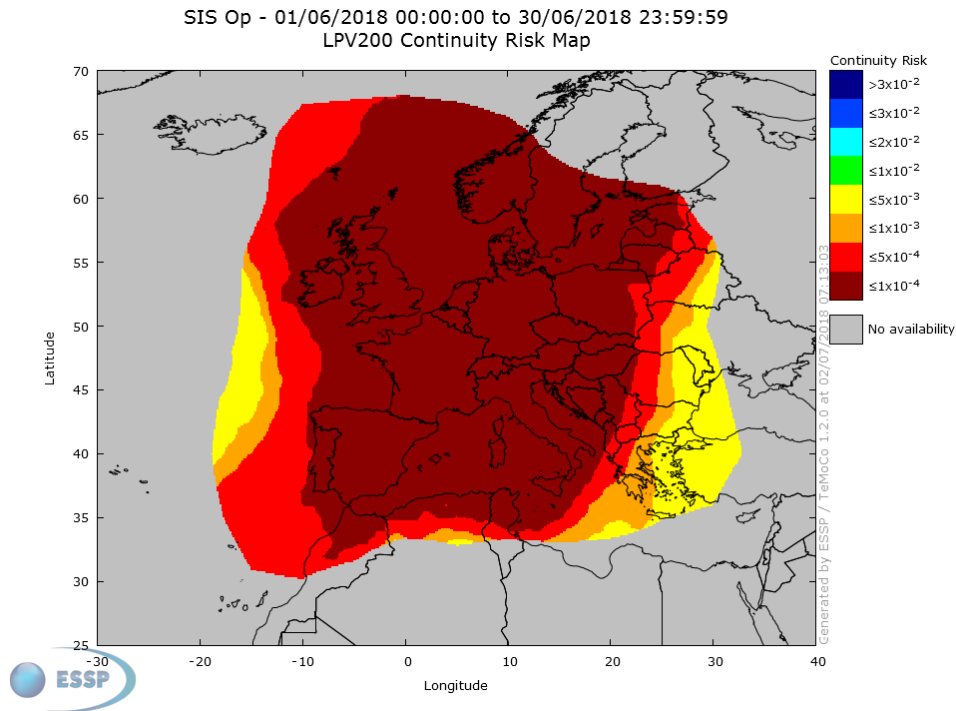 SIS Op - 01/06/2018 00:00:00 to 30/06/2018 23:59:59
LPV200 Continuity Risk Map
Continuity Risk
>3x10-2
≤3x10-2
≤2x10-2
≤1x10-2
≤5x10-3
≤1x10-3
≤5x10-4
≤1x10-4
No availability
70
65
60
55
50
45
40
35
30
25
Latitude
-30
-20
-10
0
10
20
30
40
Longitude
Generated by ESSP / TeMoCo 1.2.0 at 02/07/2018 07:13:03
ESSP